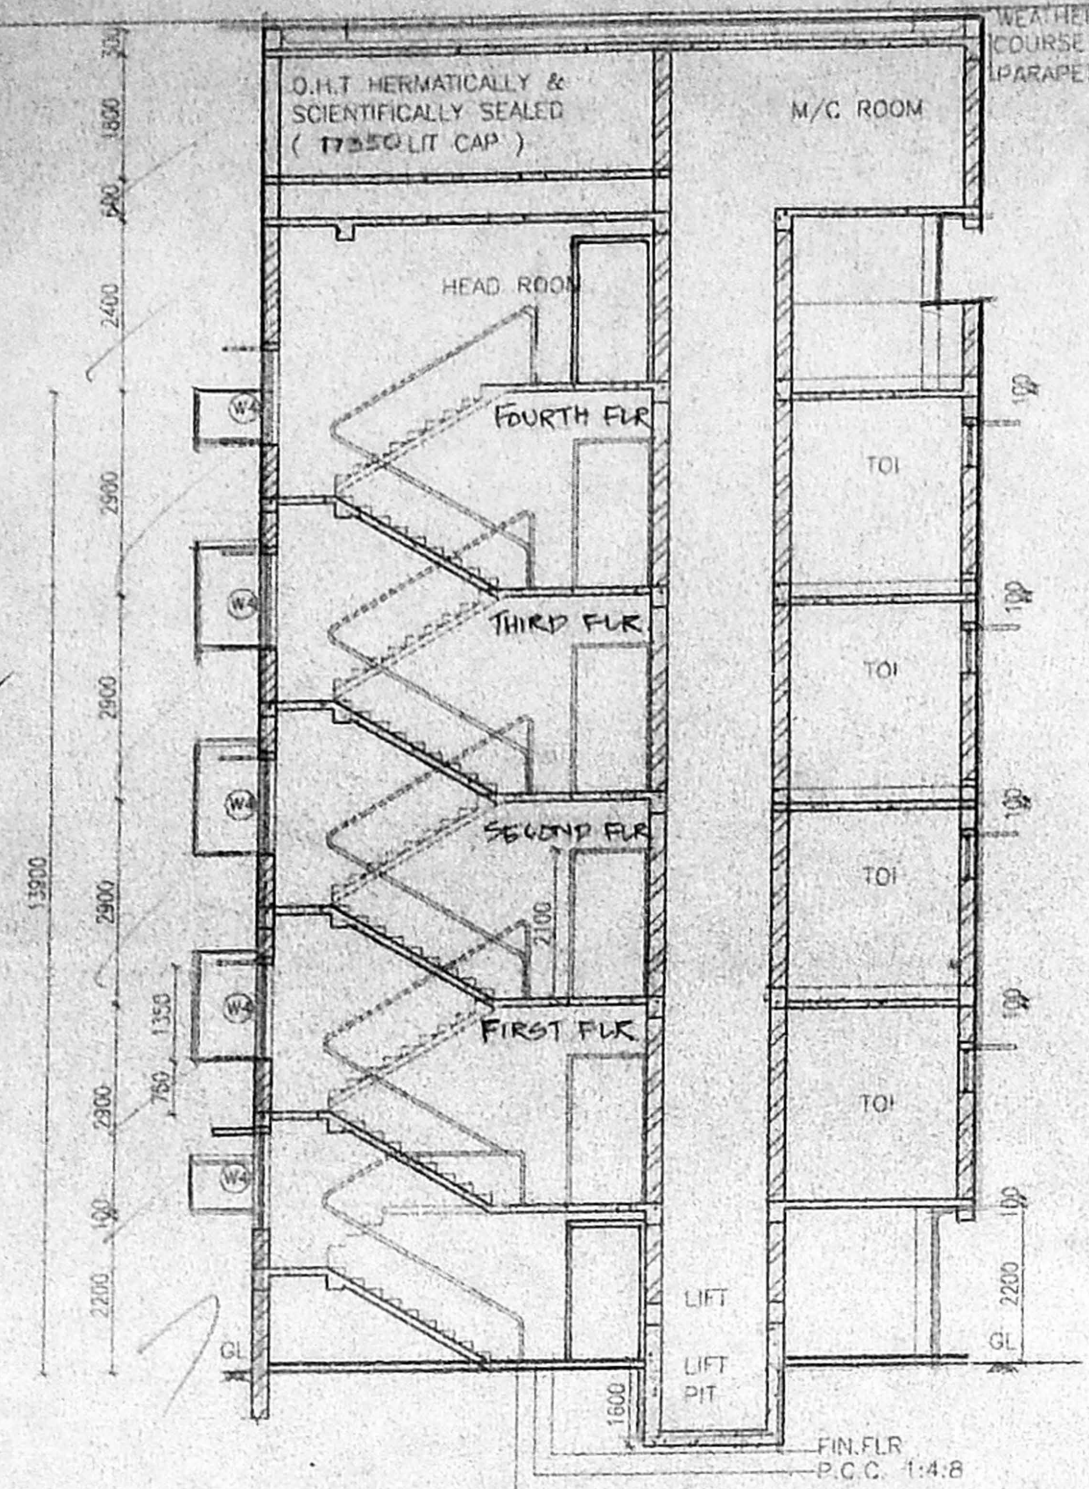 WEATHER
COURSE
PARAPE
O.H.T HERMATICALLY &
SCIENTIFICALLY SEALED
( 17350 LIT CAP )
M/C ROOM
300
1800
600
2400
2900
2900
2900
2900
100
2200
13900
HEAD ROOM
FOURTH FLR
THIRD FLR
SECOND FLR
FIRST FLR
W4
W4
W4
W4
W4
1350
750
2100
TOI
TOI
TOI
TOI
100
100
100
100
100
2200
GL
GL
LIFT
LIFT
PIT
1600
FIN.FLR
P.C.C. 1:4:8